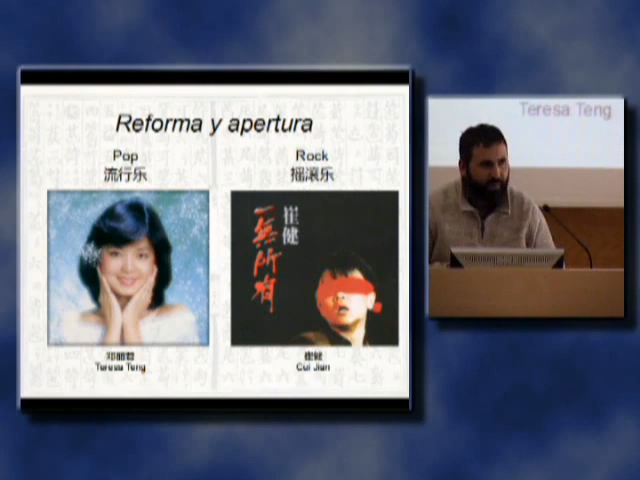 Reforma y apertura
Pop
流行乐
Rock
摇滚乐
崔健
一無所有
邓丽君
Teresa Teng
崔健
Cui Jian
Teresa Teng